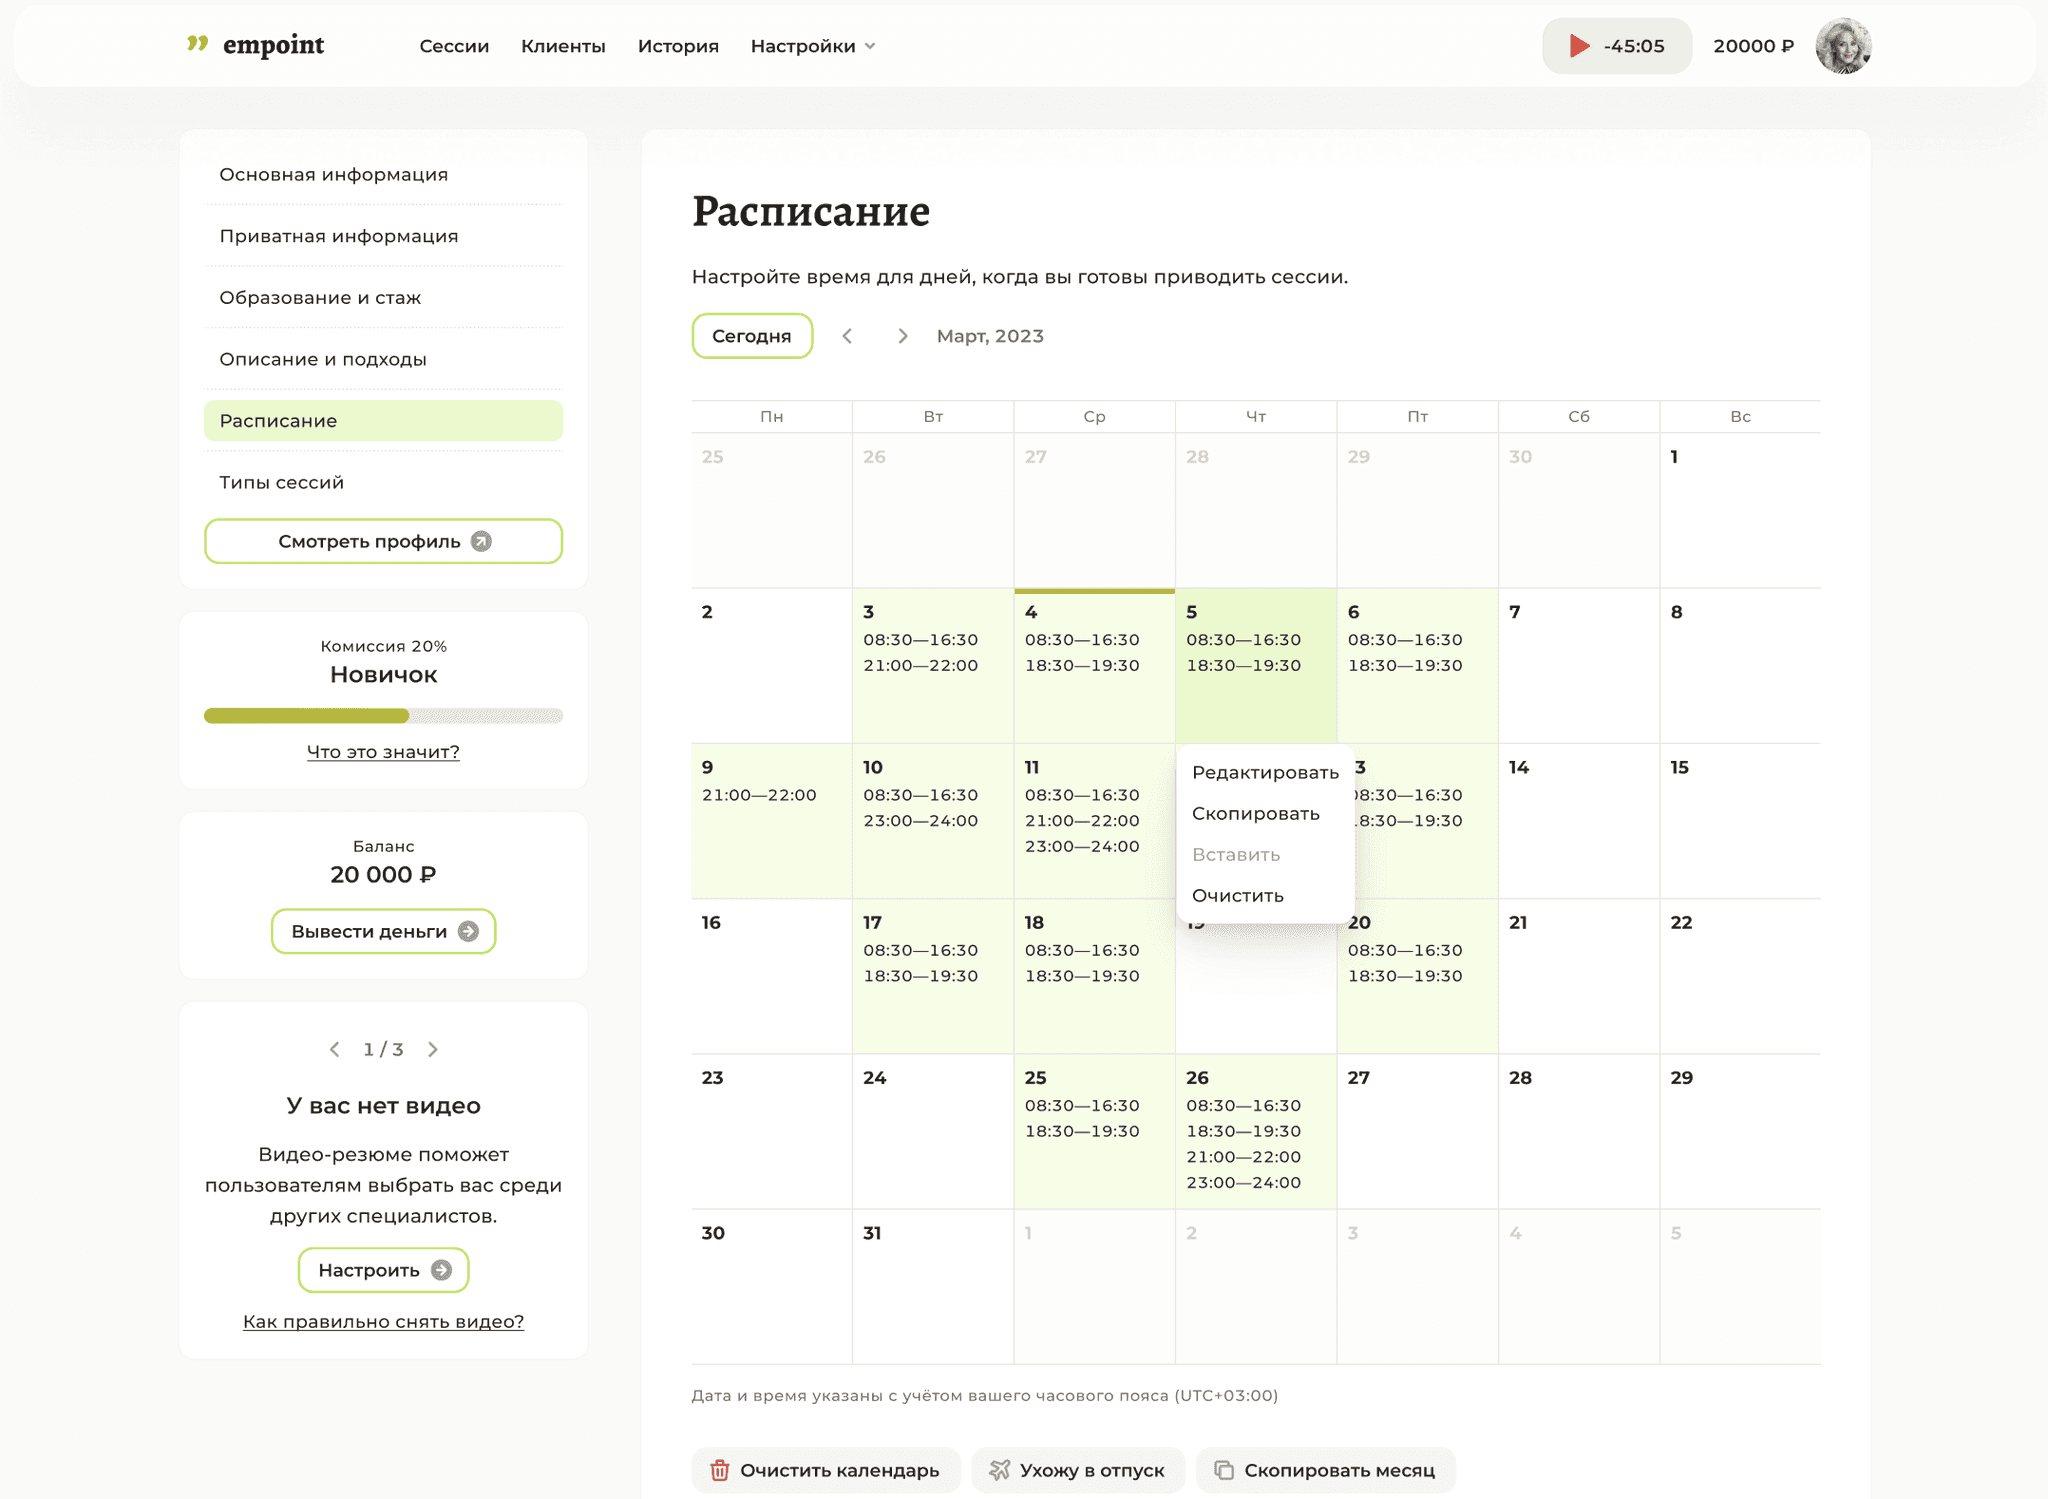 empoint
Сессии
Клиенты
История
Настройки
-45:05
20000 ₽
Основная информация
Приватная информация
Образование и стаж
Описание и подходы
Расписание
Типы сессий
Смотреть профиль
Комиссия 20%
Новичок
Что это значит?
Баланс
20 000 ₽
Вывести деньги
1 / 3
У вас нет видео
Видео-резюме поможет
пользователям выбрать вас среди
других специалистов.
Настроить
Как правильно снять видео?
Расписание
Настройте время для дней, когда вы готовы приводить сессии.
Сегодня
Март, 2023
Пн
Вт
Ср
Чт
Пт
Сб
Вс
25
26
27
28
29
30
1
2
3
08:30—16:30
21:00—22:00
4
08:30—16:30
18:30—19:30
5
08:30—16:30
18:30—19:30
6
08:30—16:30
18:30—19:30
7
8
9
21:00—22:00
10
08:30—16:30
23:00—24:00
11
08:30—16:30
21:00—22:00
23:00—24:00
Редактировать
Скопировать
Вставить
Очистить
3
08:30—16:30
8:30—19:30
14
15
16
17
08:30—16:30
18:30—19:30
18
08:30—16:30
18:30—19:30
19
20
08:30—16:30
18:30—19:30
21
22
23
24
25
08:30—16:30
18:30—19:30
26
08:30—16:30
18:30—19:30
21:00—22:00
23:00—24:00
27
28
29
30
31
1
2
3
4
5
Дата и время указаны с учётом вашего часового пояса (UTC+03:00)
Очистить календарь
Ухожу в отпуск
Скопировать месяц